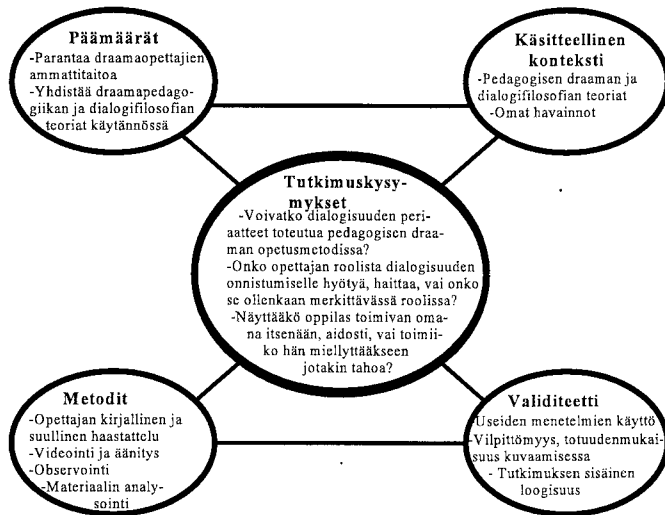 Päämäärät
-Parantaa draamaopettajien
ammattitaitoa
-Yhdistää draamapedago-
giikan ja dialogifilosofian
teoriat käytännössä
Käsitteellinen
konteksti
-Pedagogisen draaman ja
dialogifilosofian teoriat
-Omat havainnot
Tutkimuskysy-
mykset
-Voivatko dialogisuuden peri-
aatteet toteutua pedagogisen draa-
man opetusmetodissa?
-Onko opettajan roolista dialogisuuden
onnistumiselle hyötyä, haittaa, vai onko
se ollenkaan merkittävässä roolissa?
-Näyttääkö oppilas toimivan oma-
na itsenään, aidosti, vai toimii-
ko hän miellyttääkseen
jotakin tahoa?
Metodit
-Opettajan kirjallinen ja
suullinen haastattelu
-Videointi ja äänitys
-Observointi
-Materiaalin analy-
sointi
Validiteetti
-Useiden menetelmien käyttö
-Vilpittömyys, totuudenmukai-
suus kuvaamisessa
- Tutkimuksen sisäinen
loogisuus